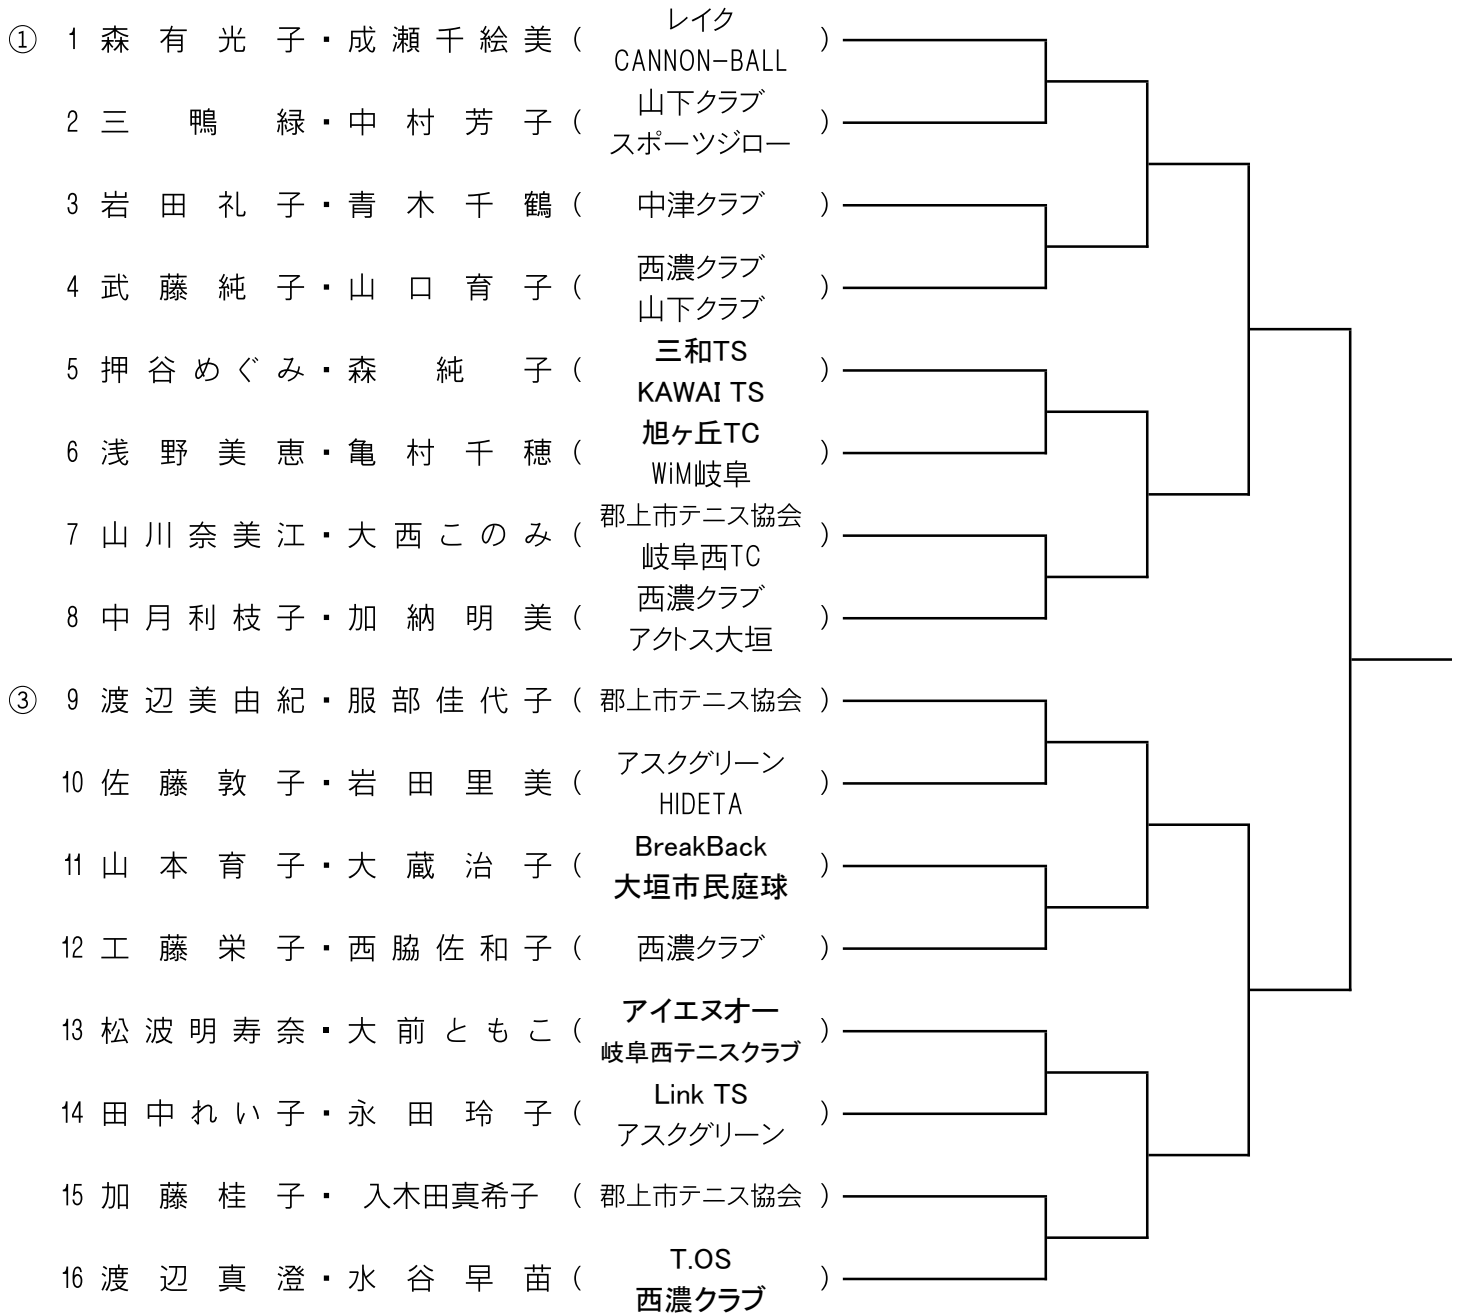 レイク
① 1 森有光子・成瀬千絵美 ( )
CANNON-BALL
山下クラブ
2 三鴨緑・中村芳子 ( )
スポーツジロー
3 岩田礼子・青木千鶴 ( 中津クラブ )
西濃クラブ
4 武藤純子・山口育子 ( )
山下クラブ
三和TS
5 押谷めぐみ・森純子 ( )
KAWAI TS
旭ヶ丘TC
6 浅野美恵・亀村千穂 ( )
WiM岐阜
郡上市テニス協会
7 山川奈美江・大西このみ ( )
岐阜西TC
西濃クラブ
8 中月利枝子・加納明美 ( )
アクトス大垣
③ 9 渡辺美由紀・服部佳代子 ( 郡上市テニス協会 )
アスクグリーン
10 佐藤敦子・岩田里美 ( )
HIDETA
BreakBack
11 山本育子・大蔵治子 ( )
大垣市民庭球
12 工藤栄子・西脇佐和子 ( 西濃クラブ )
アイエヌオー
13 松波明寿奈・大前ともこ ( )
岐阜西テニスクラブ
Link TS
14 田中れい子・永田玲子 ( )
アスクグリーン
15 加藤桂子・入木田真希子 ( 郡上市テニス協会 )
T.OS
16 渡辺真澄・水谷早苗 ( )
西濃クラブ